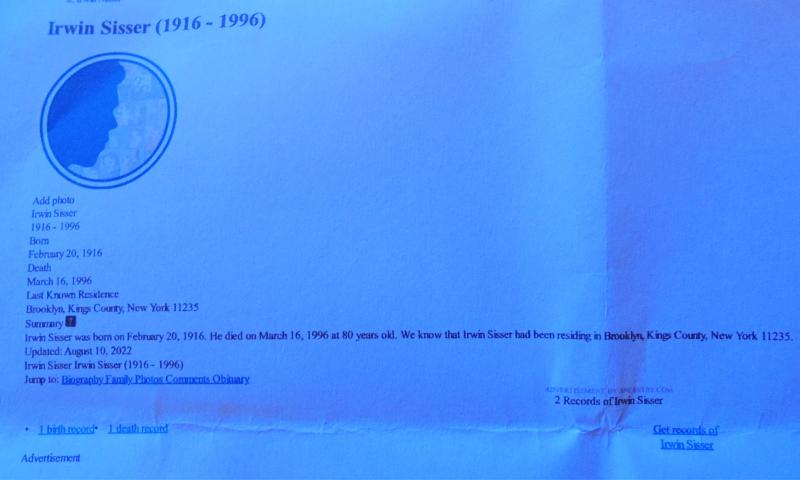 Irwin Sisser (1916 - 1996)
Add photo
Irwin Sisser
1916 - 1996
Born
February 20, 1916
Death
March 16, 1996
Last Known Residence
Brooklyn, Kings County, New York 11235
Summary
Irwin Sisser was born on February 20, 1916. He died on March 16, 1996 at 80 years old. We know that Irwin Sisser had been residing in Brooklyn, Kings County, New York 11235.
Updated: August 10, 2022
Irwin Sisser Irwin Sisser (1916 - 1996)
Jump to: Biography Family Photos Comments Obituary
ADVERTISEMENT BY ANCESTRY.COM
2 Records of Irwin Sisser
• 1 birth record• 1 death record
Get records of
Irwin Sisser
Advertisement